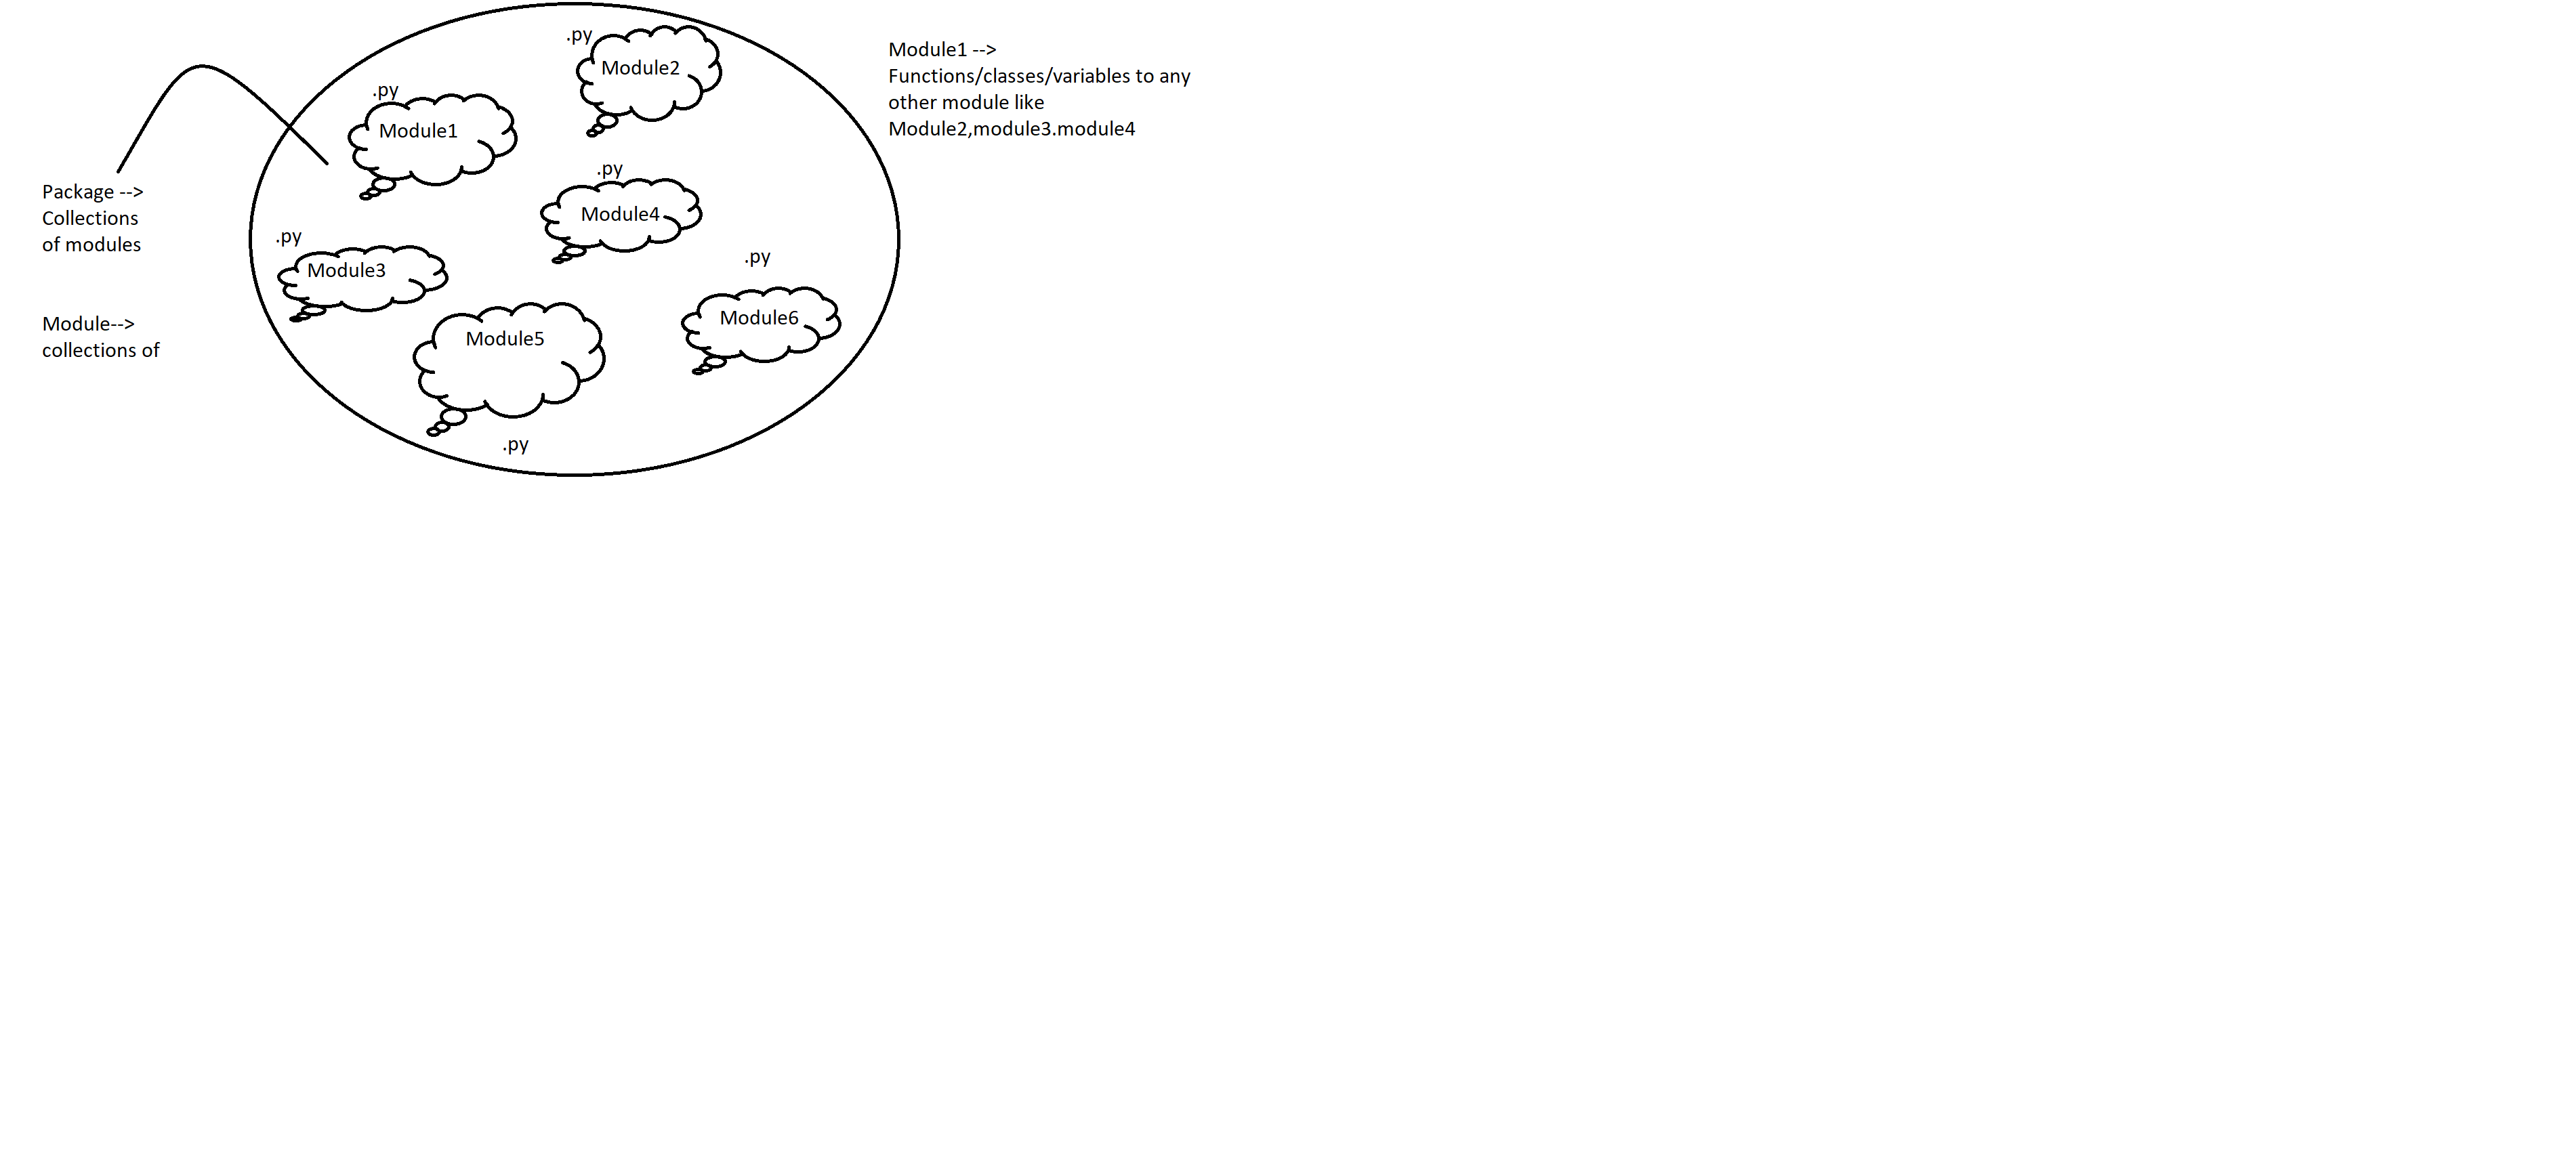 .py
Module2
.py
Module1
Module1 -->
Functions/classes/variables to any
other module like
Module2,module3.module4
.py
Module4
Package -->
Collections
of modules
.py
Module3
.py
Module6
Module-->
collections of
Module5
.py